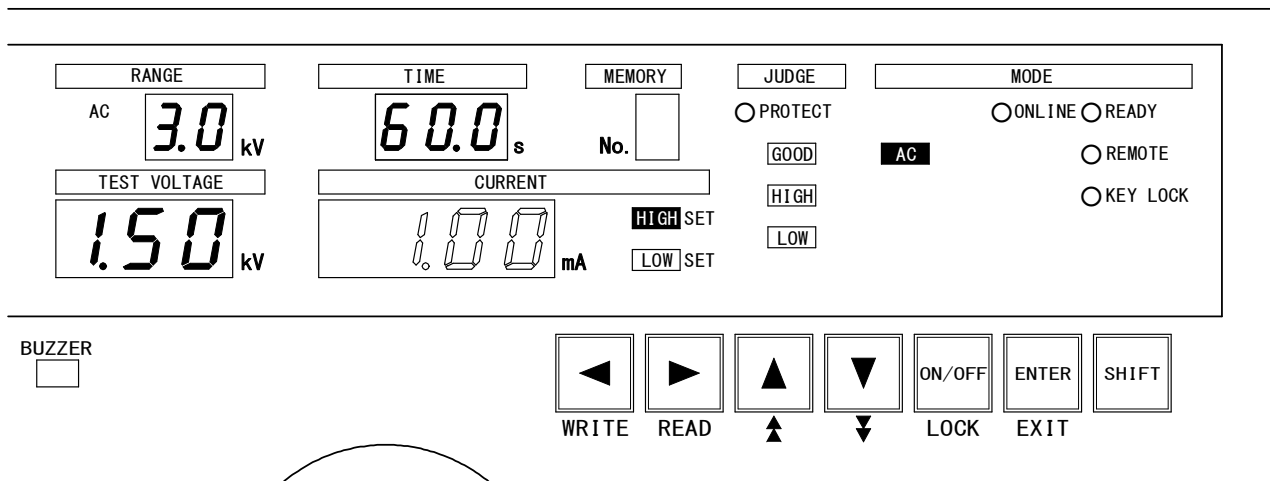 RANGE TIME MEMORY JUDGE MODE
AC 3.0 kV 60.0 s No. PROTECT ONLINE READY
GOOD AC REMOTE
TEST VOLTAGE CURRENT
HIGH KEY LOCK
1.50 kV 1.00 mA HIGH SET
LOW
LOW SET
BUZZER
ON/OFF ENTER SHIFT
WRITE READ LOCK EXIT